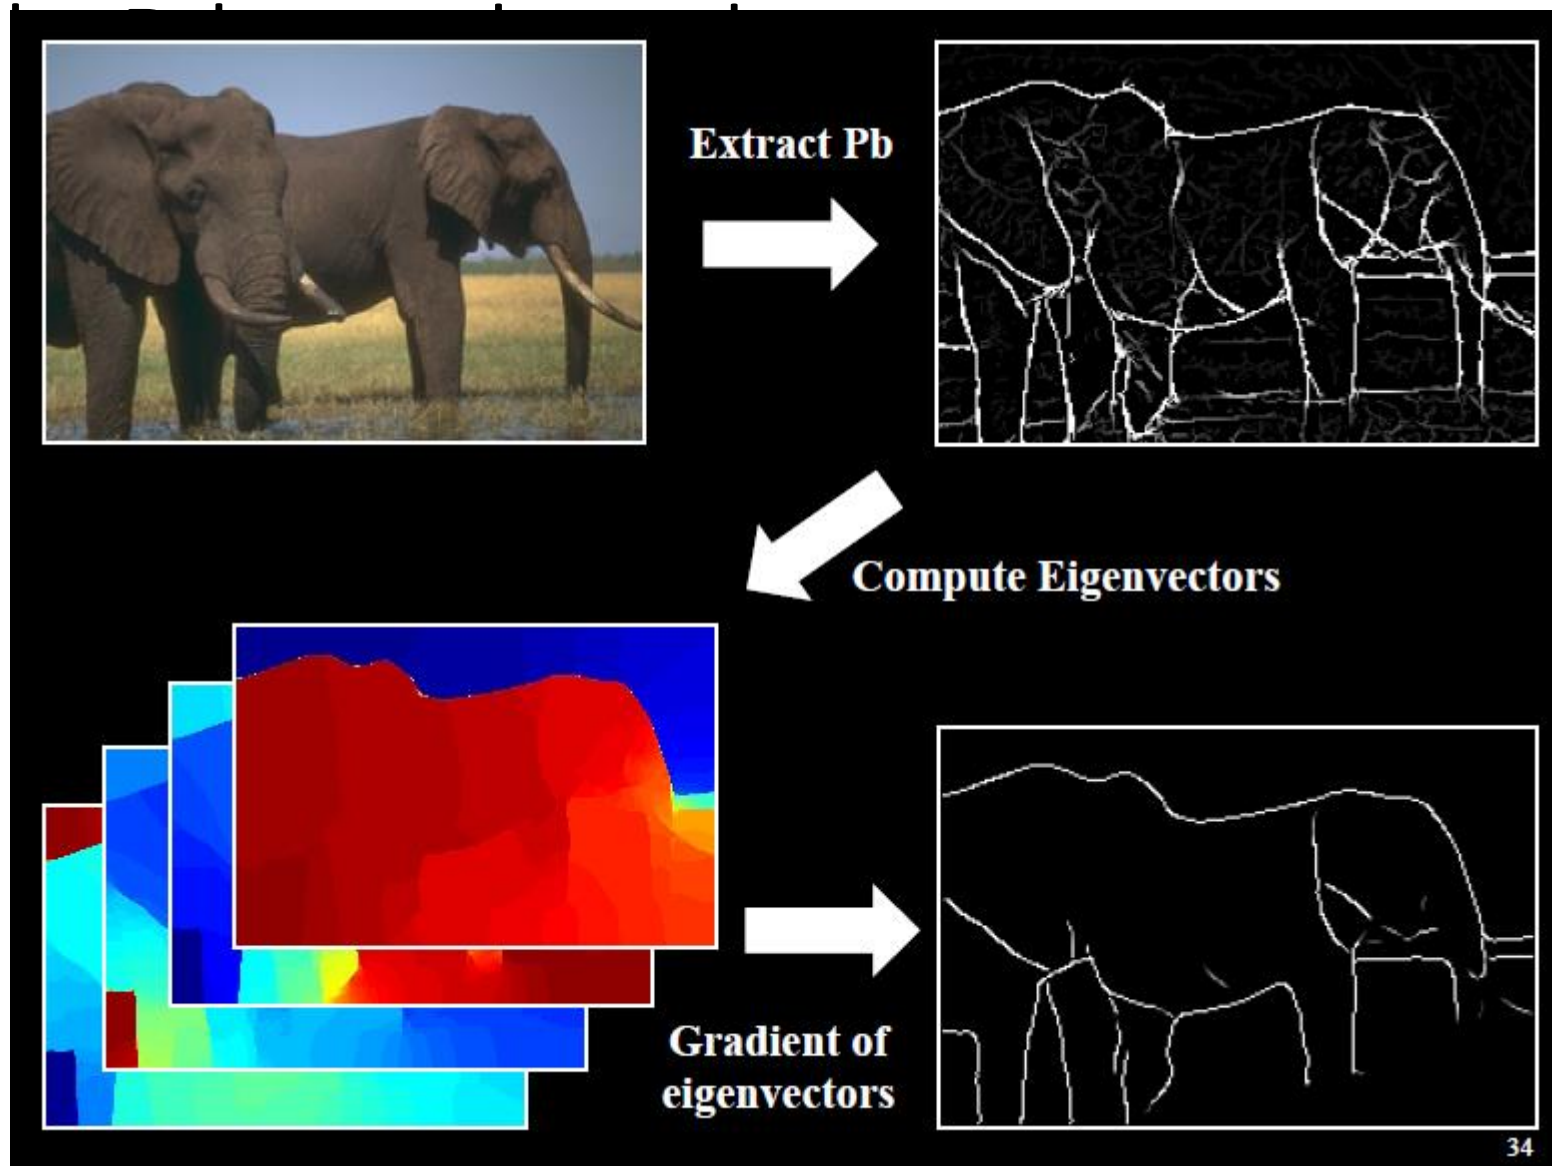 Extract Pb
Compute Eigenvectors
Gradient of
eigenvectors
34